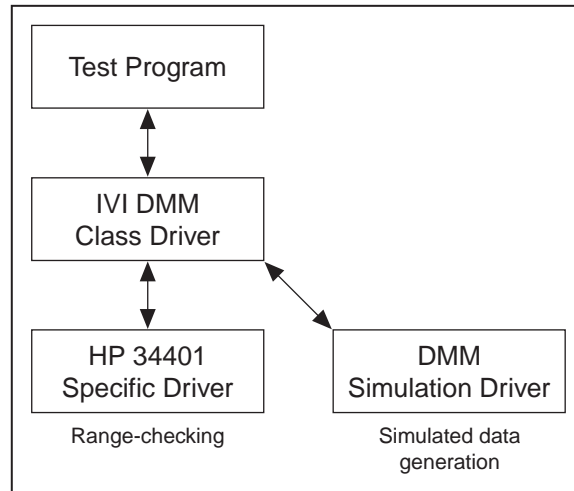 Test Program
IVI DMM
Class Driver
HP 34401
Specific Driver
Range-checking
DMM
Simulation Driver
Simulated data
generation